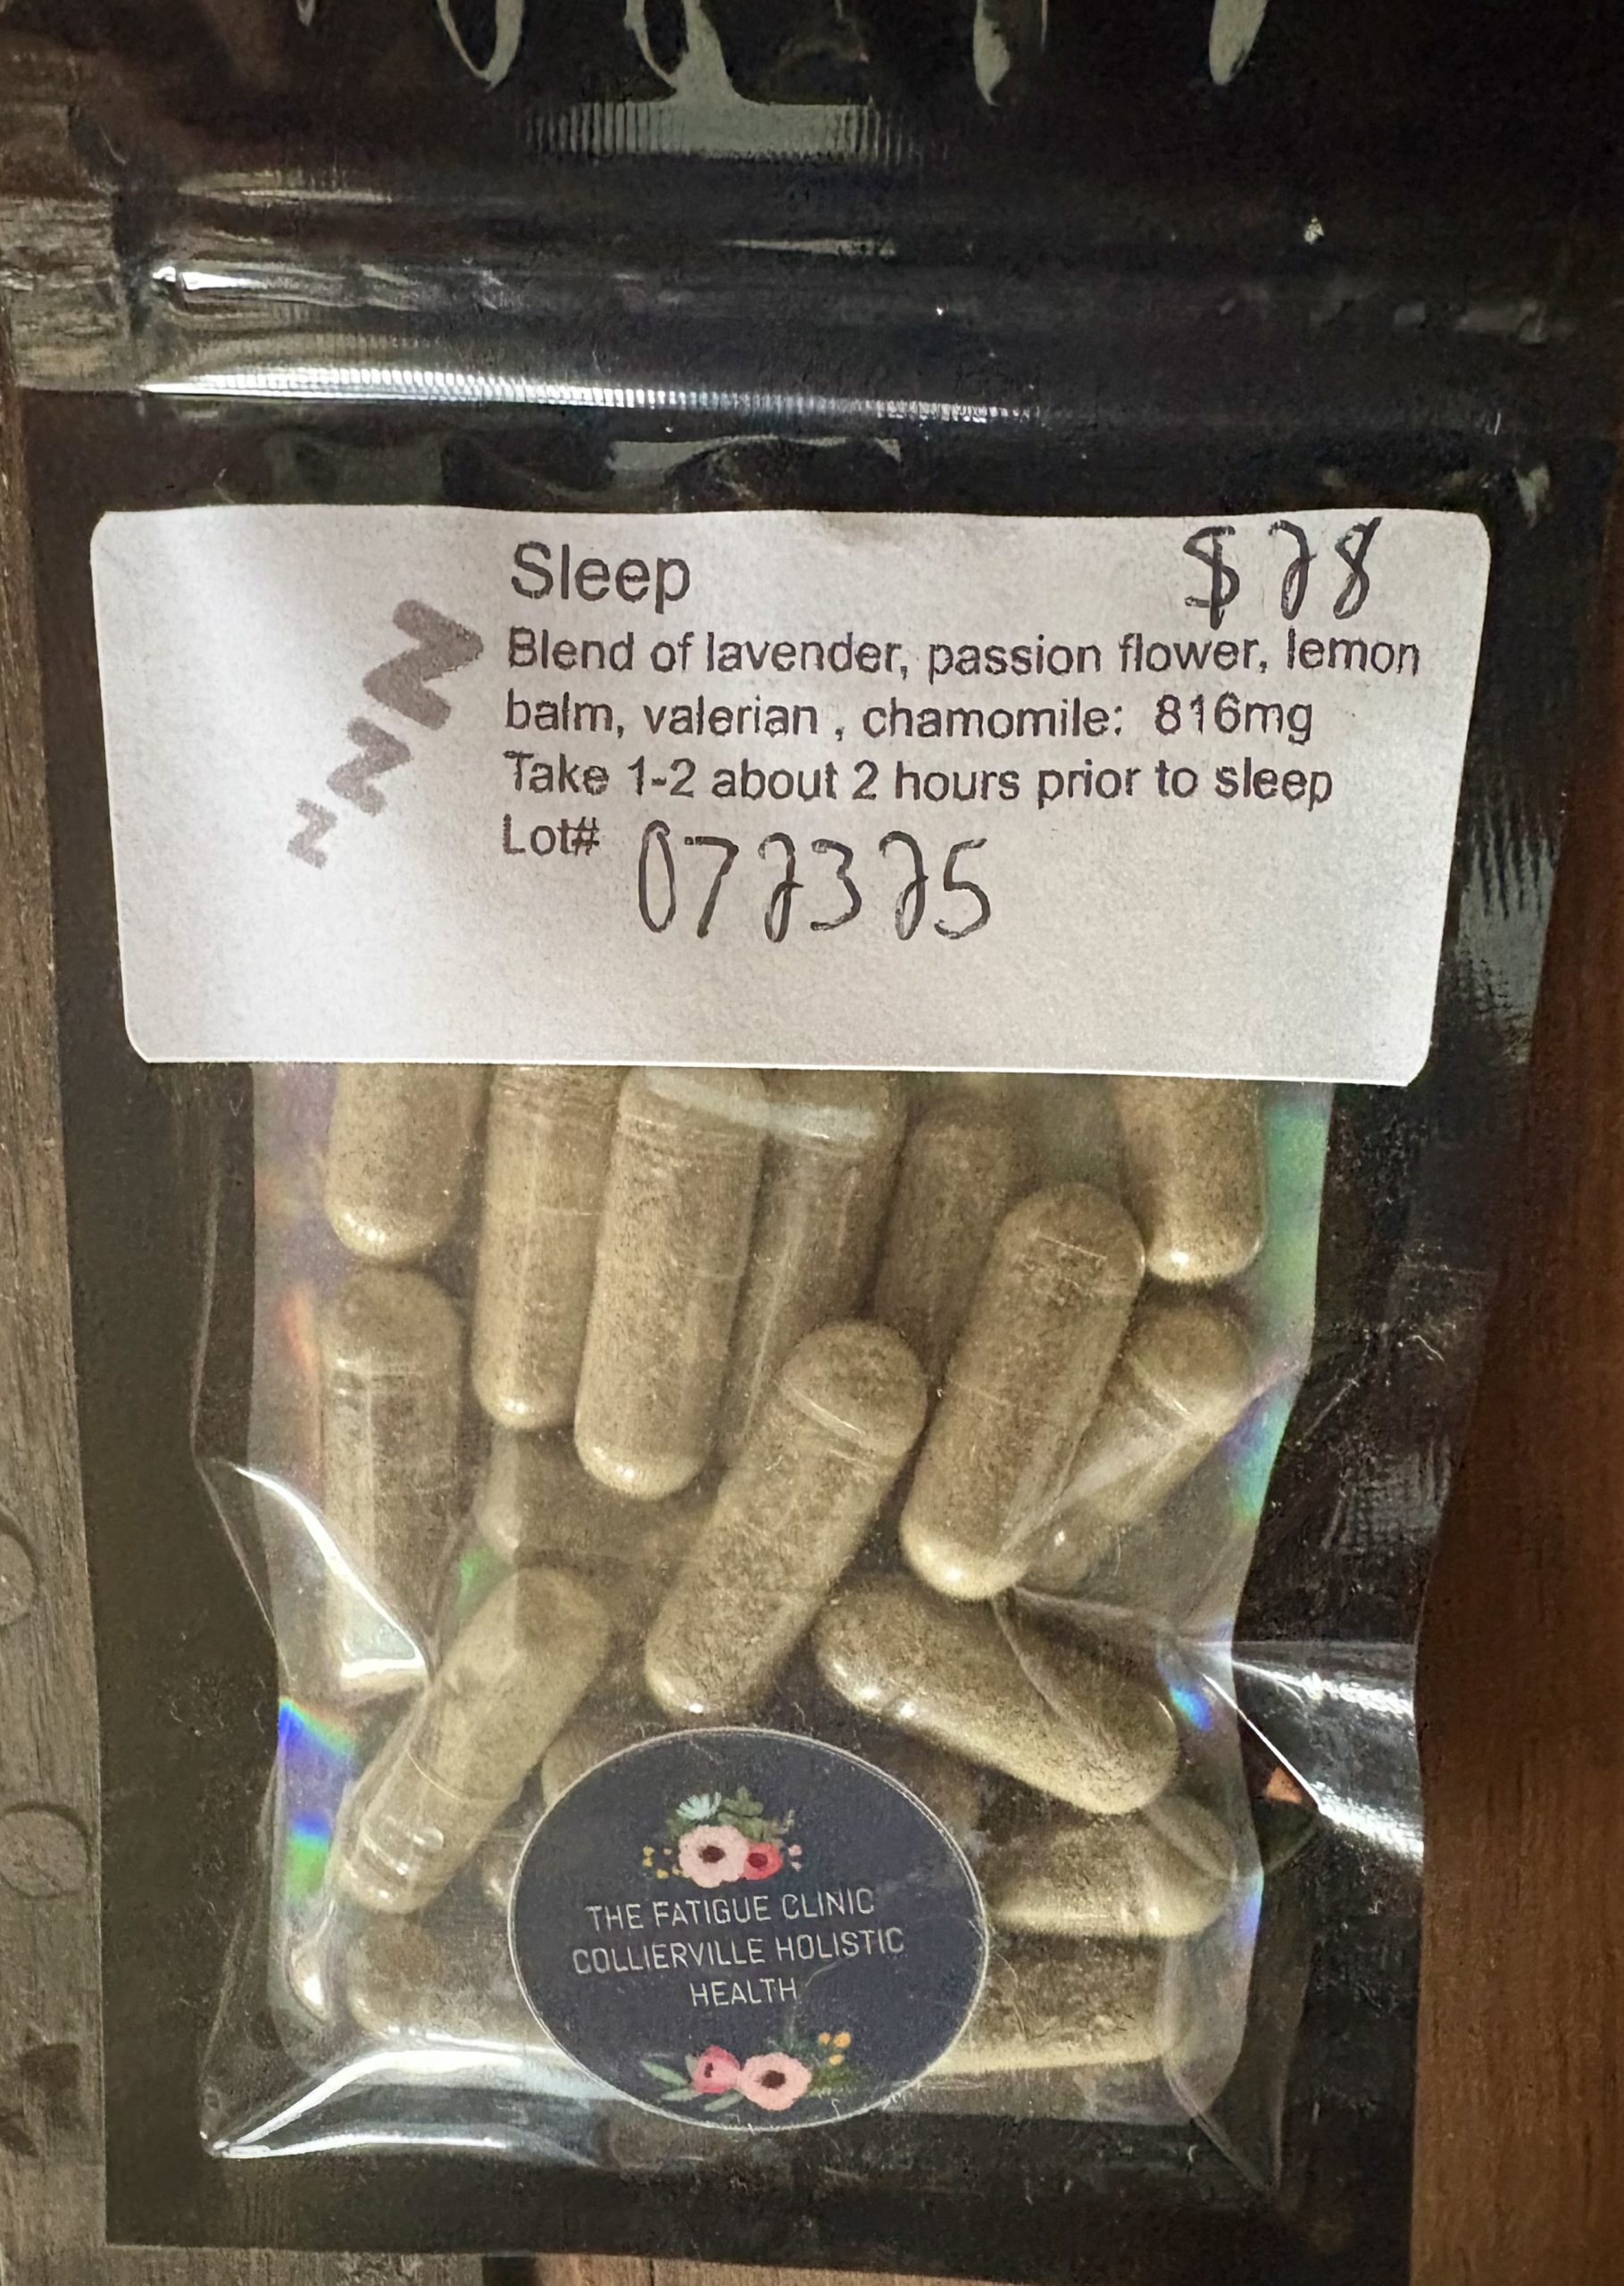 Sleep $28
Blend of lavender, passion flower, lemon
balm, valerian , chamomile: 816mg
Take 1-2 about 2 hours prior to sleep
Lot# 072325
z z Z
THE FATIGUE CLINIC
COLLIERVILLE HOLISTIC
HEALTH